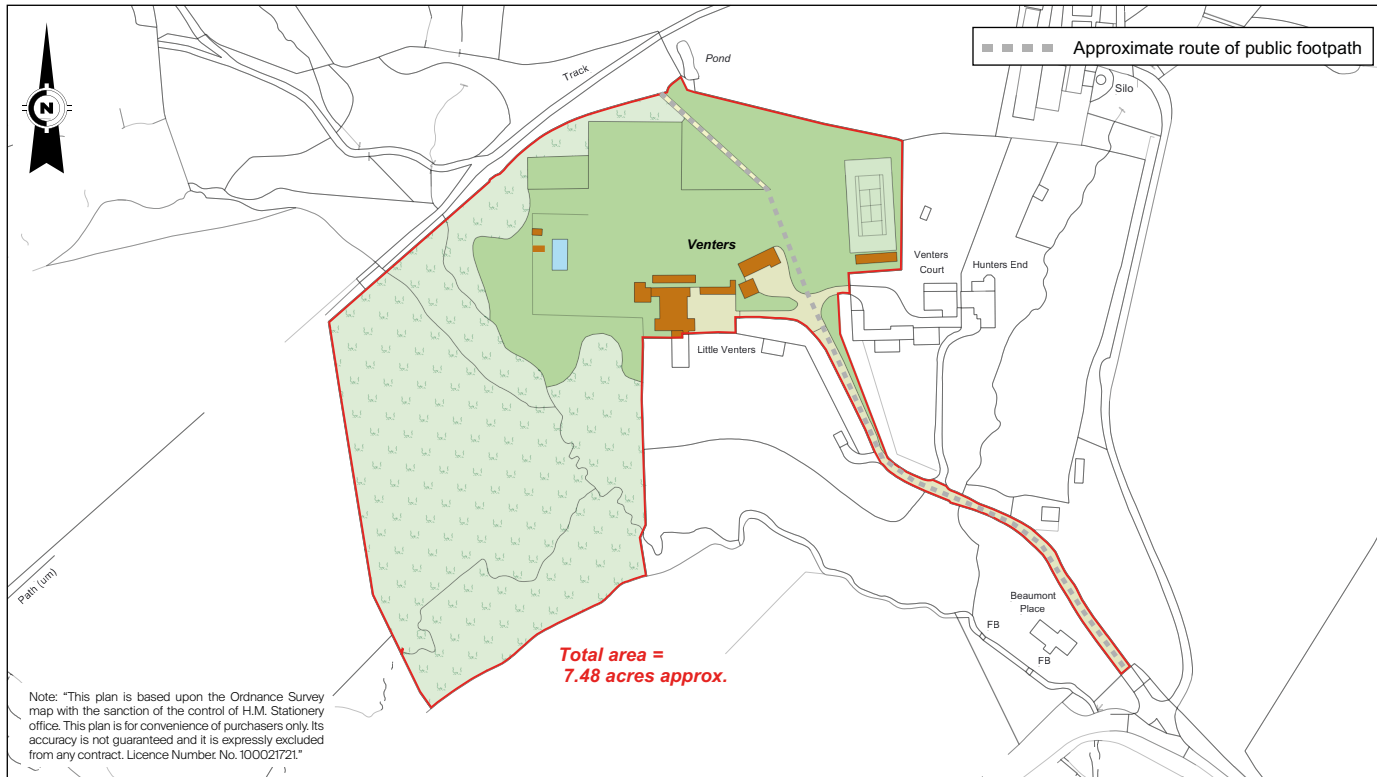 Approximate route of public footpath
Pond
Track
Silo
N
Venters
Venters
Court
Hunters End
Little Venters
Path (um)
Beaumont
Place
FB
FB
Total area =
7.48 acres approx.
Note: “This plan is based upon the Ordnance Survey
map with the sanction of the control of H.M. Stationery
office. This plan is for convenience of purchasers only. Its
accuracy is not guaranteed and it is expressly excluded
from any contract. Licence Number. No. 100021721.”